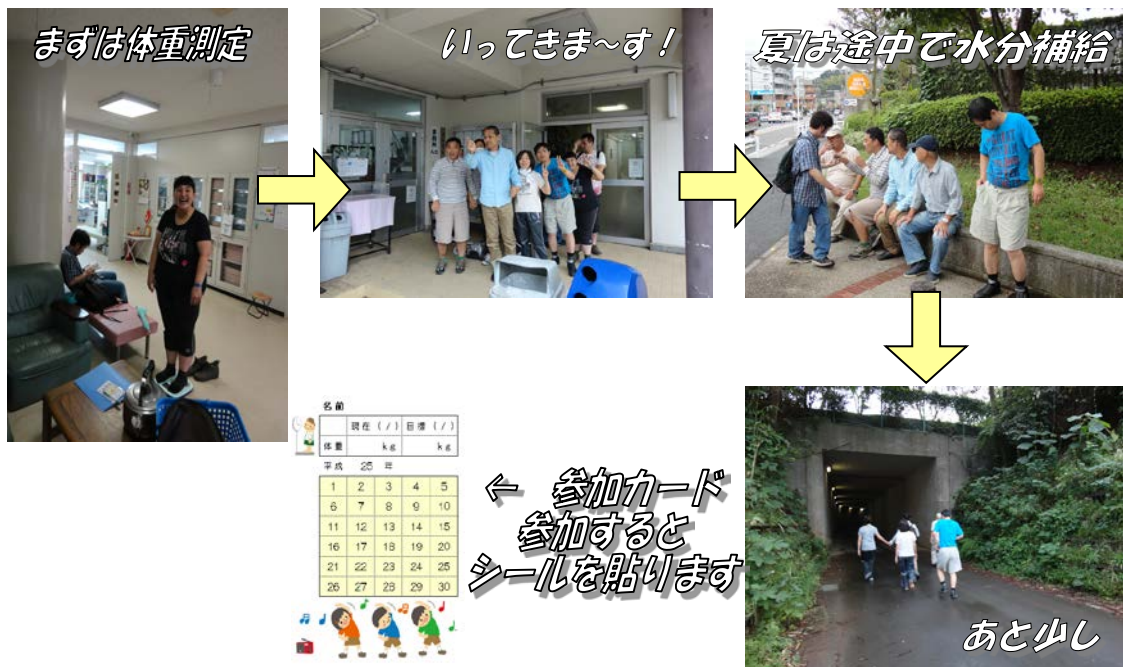 まずは体重測定
いってきま~す!
夏は途中で水分補給
あと少し
← 参加カード
参加すると
シールを貼ります
名前
現在 ( / ) 目標 ( / )
体重 kg kg
平成 25 年
1 2 3 4 5
6 7 8 9 10
11 12 13 14 15
16 17 18 19 20
21 22 23 24 25
26 27 28 29 30